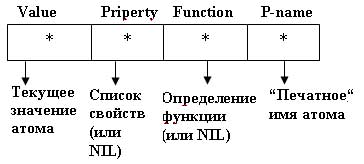 Value Priperty Function P-name
* * * *
Текущее значение атома
Список свойств (или NIL)
Определение функции (или NIL)
“Печатное“ имя атома